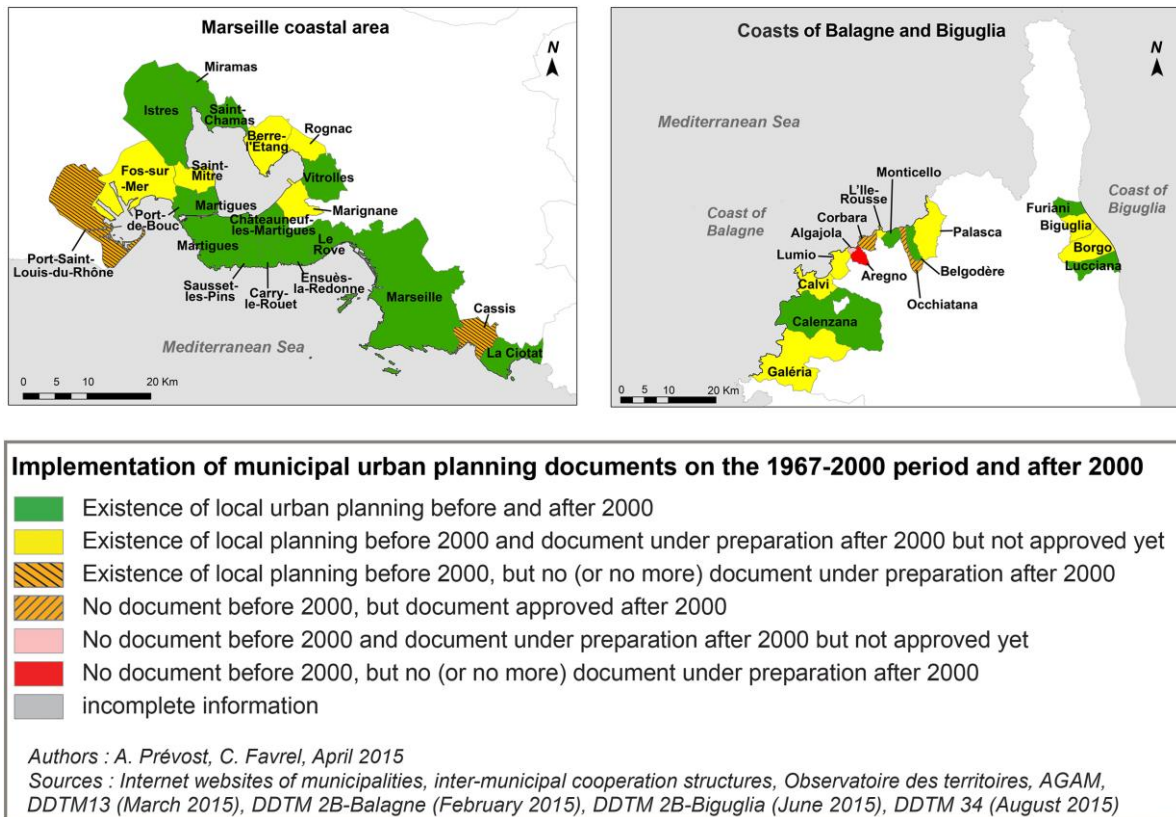 Marseille coastal area
N
Miramas
Istres
Saint-
Chamas
Berre-
l'Étang
Rognac
Fos-sur
-Mer
Saint-
Mitre
Vitrolles
Port-
de-Bouc
Martigues
Châteauneuf-
les-Martigues
Marignane
Port-Saint-
Louis-du-Rhône
Martigues
Le
Rove
Sausset-
les-Pins
Carry-
le-Rouet
Ensuès-
la-Redonne
Marseille
Cassis
La Ciotat
Mediterranean Sea
0 5 10 20 Km
Coasts of Balagne and Biguglia
N
Mediterranean Sea
Monticello
L'Ile-
Rousse
Corbara
Algajola
Coast of
Balagne
Lumio
Palasca
Aregno
Belgodère
Occhiatana
Calvi
Calenzana
Galéria
Furiani
Biguglia
Borgo
Lucciana
Coast of
Biguglia
0 5 10 20 Km
Implementation of municipal urban planning documents on the 1967-2000 period and after 2000
Existence of local urban planning before and after 2000
Existence of local planning before 2000 and document under preparation after 2000 but not approved yet
Existence of local planning before 2000, but no (or no more) document under preparation after 2000
No document before 2000, but document approved after 2000
No document before 2000 and document under preparation after 2000 but not approved yet
No document before 2000, but no (or no more) document under preparation after 2000
incomplete information
Authors : A. Prévost, C. Favrel, April 2015
Sources : Internet websites of municipalities, inter-municipal cooperation structures, Observatoire des territoires, AGAM,
DDTM13 (March 2015), DDTM 2B-Balagne (February 2015), DDTM 2B-Biguglia (June 2015), DDTM 34 (August 2015)